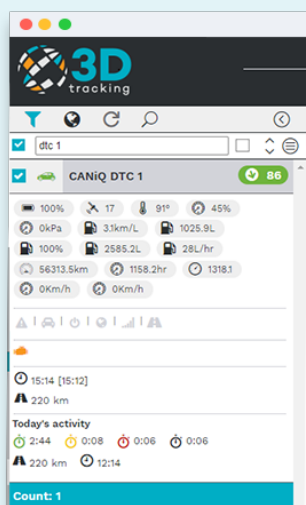 3D
tracking
dtc 1
CANiQ DTC 1 86
100% 17 91° 45%
0kPa 3.1km/L 1025.9L
100% 2585.2L 28L/hr
56313.5km 1158.2hr 1318.1
0Km/h 0Km/h
15:14 [15:12]
220 km
Today's activity
2:44 0:08 0:06 0:06
220 km 12:14
Count: 1